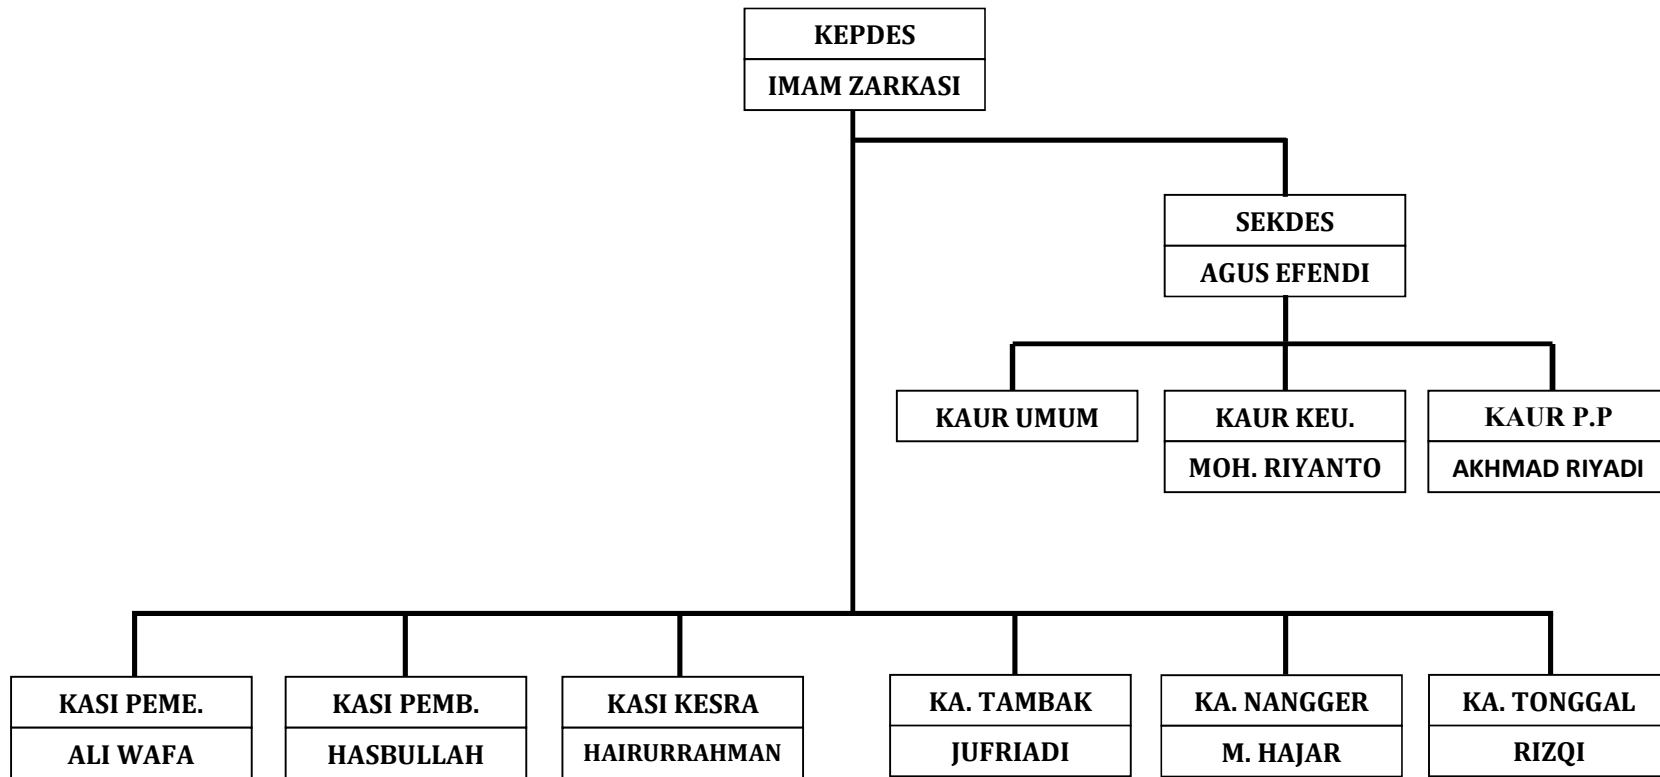 KEPDES
IMAM ZARKASI
SEKDES
AGUS EFENDI
KAUR UMUM
KAUR KEU.
MOH. RIYANTO
KAUR P.P
AKHMAD RIYADI
KASI PEME.
ALI WAFA
KASI PEMB.
HASBULLAH
KASI KESRA
HAIRURRAHMAN
KA. TAMBAK
JUFRIADI
KA. NANGGER
M. HAJAR
KA. TONGGAL
RIZQI